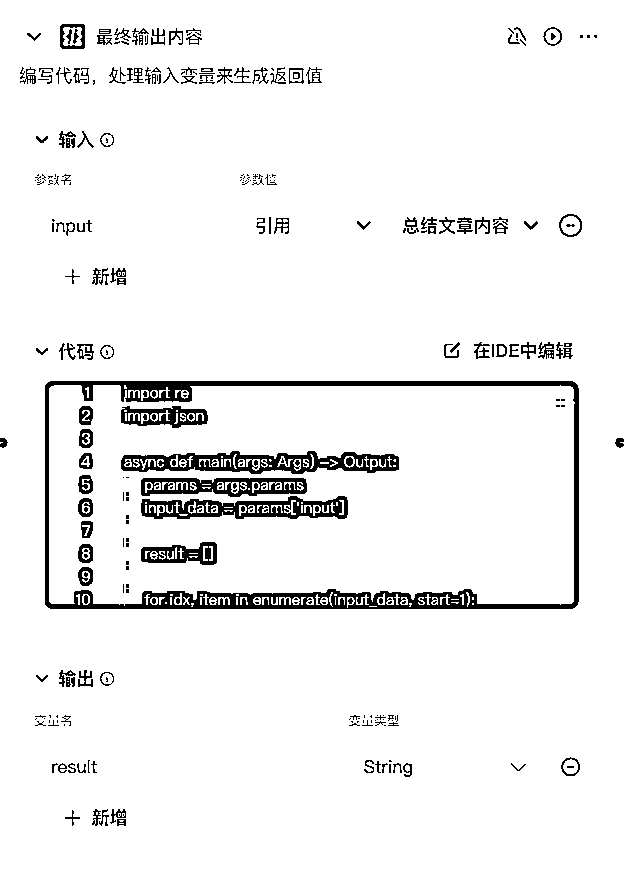 最终输出内容
编写代码，处理输入变量来生成返回值
输入
参数名 参数值
input 引用 总结文章内容
+ 新增
代码 在IDE中编辑
1 import re
2 import json
3
4 async def main(args: Args) -> Output:
5 params = args.params
6 input_data = params['input']
7
8 result = []
9
10 for idx, item in enumerate(input_data, start=1):
输出
变量名 变量类型
result String
+ 新增